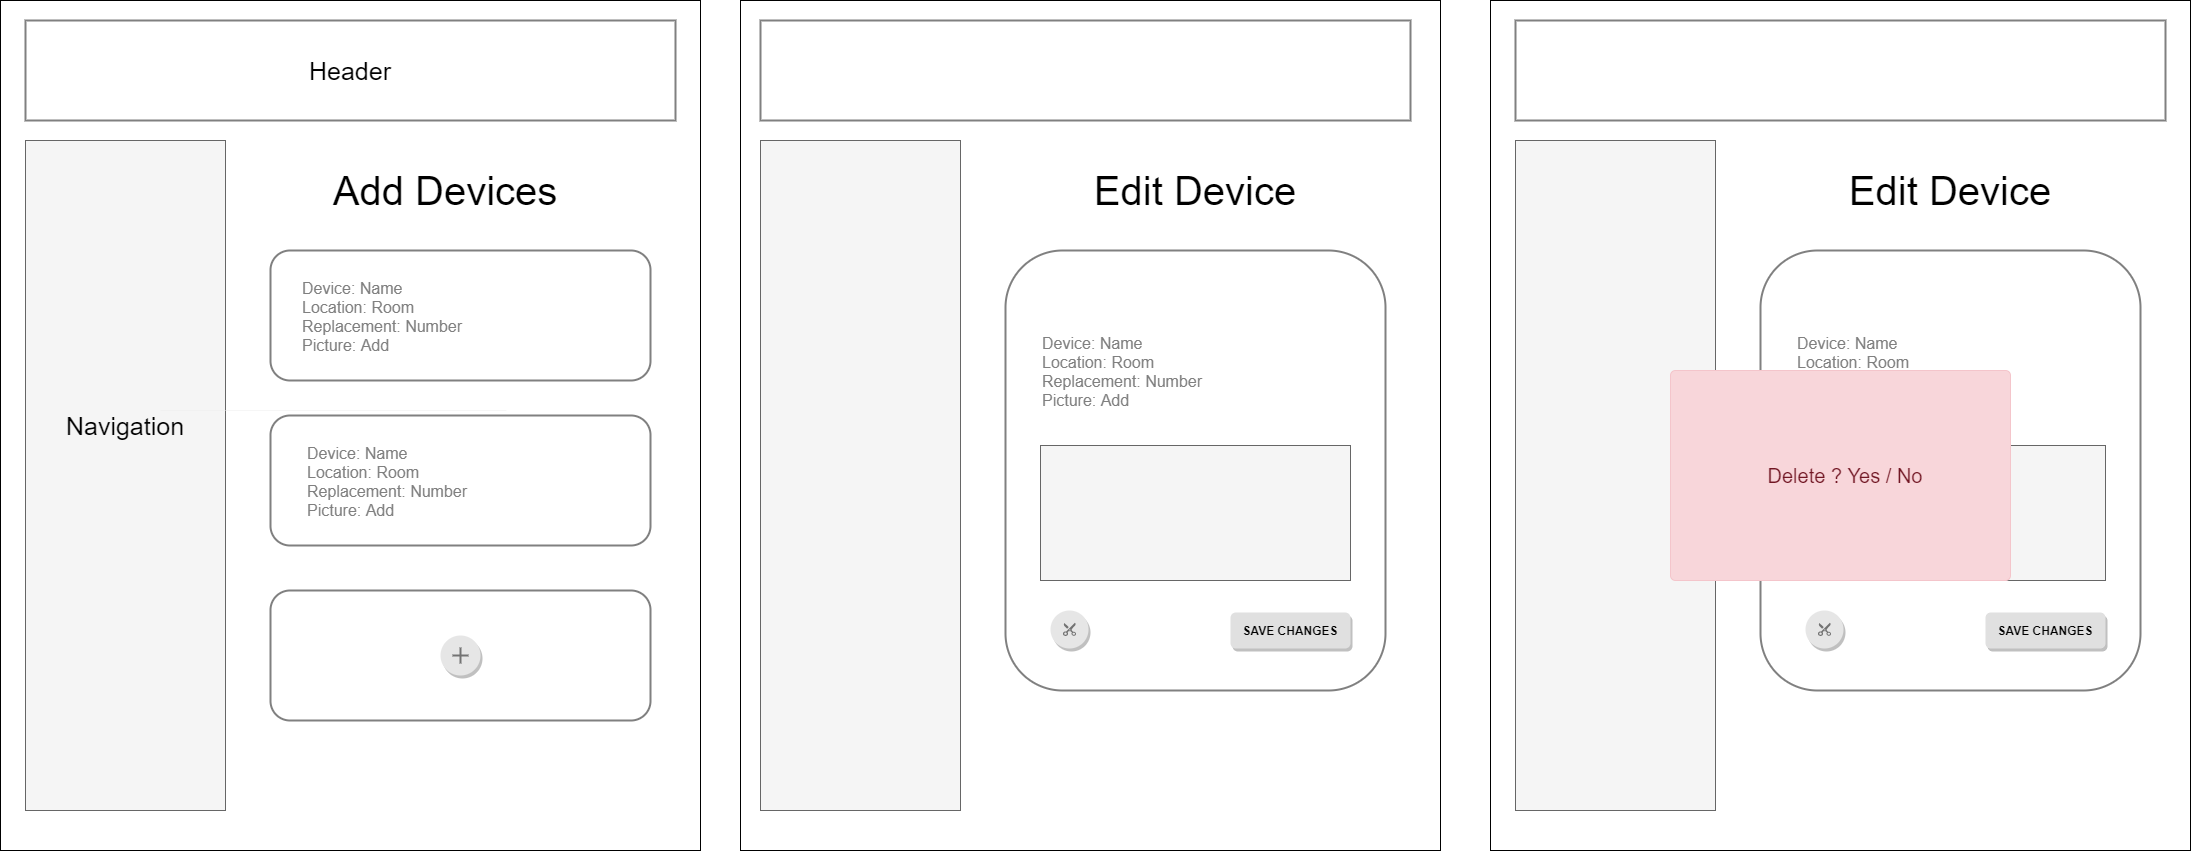 Header
Navigation
Add Devices
Device: Name
Location: Room
Replacement: Number
Picture: Add
Device: Name
Location: Room
Replacement: Number
Picture: Add
Edit Device
Device: Name
Location: Room
Replacement: Number
Picture: Add
SAVE CHANGES
Edit Device
Device: Name
Location: Room
Delete ? Yes / No
SAVE CHANGES